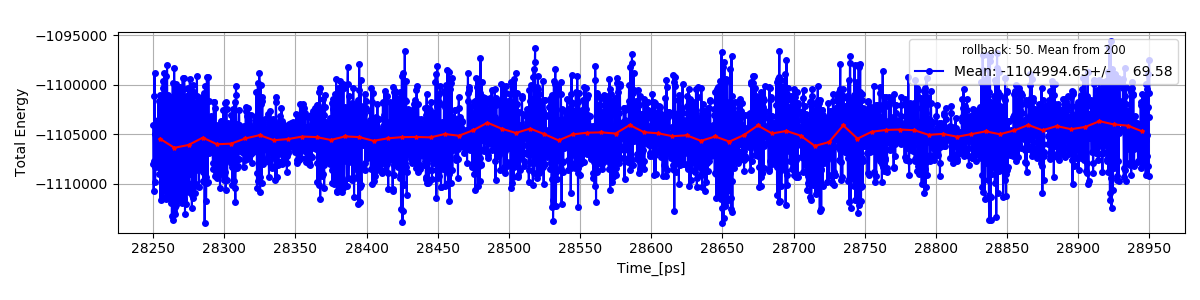 rollback: 50. Mean from 200
Mean: -1104994.65+/-     69.58
Total Energy
−1095000
−1100000
−1105000
−1110000
28250 28300 28350 28400 28450 28500 28550 28600 28650 28700 28750 28800 28850 28900 28950
Time_[ps]